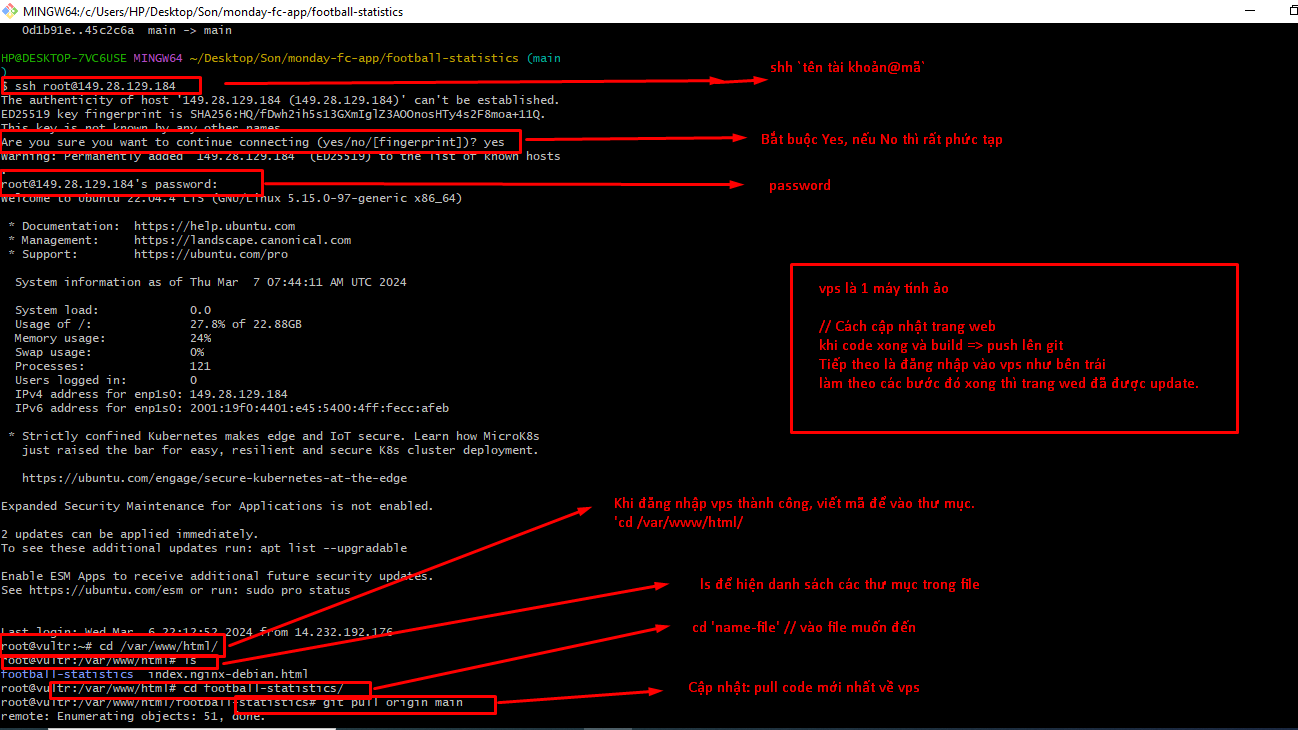 MINGW64:/c/Users/HP/Desktop/Son/monday-fc-app/football-statistics
0d1b91e..45c2c6a  main -> main
HP@DESKTOP-7VC6USE MINGW64 ~/Desktop/Son/monday-fc-app/football-statistics (main
)
$ ssh root@149.28.129.184
shh `tên tài khoản@mã`
The authenticity of host '149.28.129.184 (149.28.129.184)' can't be established.
ED25519 key fingerprint is SHA256:HQ/fDwh2ih5s13GXmIglZ3AOOnosHTy4s2F8moa+11Q.
This key is not known by any other names
Are you sure you want to continue connecting (yes/no/[fingerprint])? yes
Bắt buộc Yes, nếu No thì rất phức tạp
Warning: Permanently added '149.28.129.184' (ED25519) to the list of known hosts
.
root@149.28.129.184's password:
password
Welcome to Ubuntu 22.04.4 LTS (GNU/Linux 5.15.0-97-generic x86_64)
* Documentation:  https://help.ubuntu.com
* Management:     https://landscape.canonical.com
* Support:        https://ubuntu.com/pro
System information as of Thu Mar  7 07:44:11 AM UTC 2024
System load:             0.0
Usage of /:              27.8% of 22.88GB
Memory usage:            24%
Swap usage:              0%
Processes:               121
Users logged in:         0
IPv4 address for enp1s0: 149.28.129.184
IPv6 address for enp1s0: 2001:19f0:4401:e45:5400:4ff:fecc:afeb
vps là 1 máy tính ảo
// Cách cập nhật trang web
khi code xong và build => push lên git
Tiếp theo là đăng nhập vào vps như bên trái
làm theo các bước đó xong thì trang wed đã được update.
* Strictly confined Kubernetes makes edge and IoT secure. Learn how MicroK8s
just raised the bar for easy, resilient and secure K8s cluster deployment.
https://ubuntu.com/engage/secure-kubernetes-at-the-edge
Expanded Security Maintenance for Applications is not enabled.
2 updates can be applied immediately.
To see these additional updates run: apt list --upgradable
Enable ESM Apps to receive additional future security updates.
See https://ubuntu.com/esm or run: sudo pro status
Khi đăng nhập vps thành công, viết mã để vào thư mục.
'cd /var/www/html/
ls để hiện danh sách các thư mục trong file
cd 'name-file' // vào file muốn đến
Last login: Wed Mar  6 22:12:52 2024 from 14.232.192.176
root@vultr:~# cd /var/www/html/
root@vultr:/var/www/html# ls
football-statistics  index.nginx-debian.html
root@vultr:/var/www/html# cd football-statistics/
Cập nhật: pull code mới nhất về vps
root@vultr:/var/www/html/football-statistics# git pull origin main
remote: Enumerating objects: 51, done.